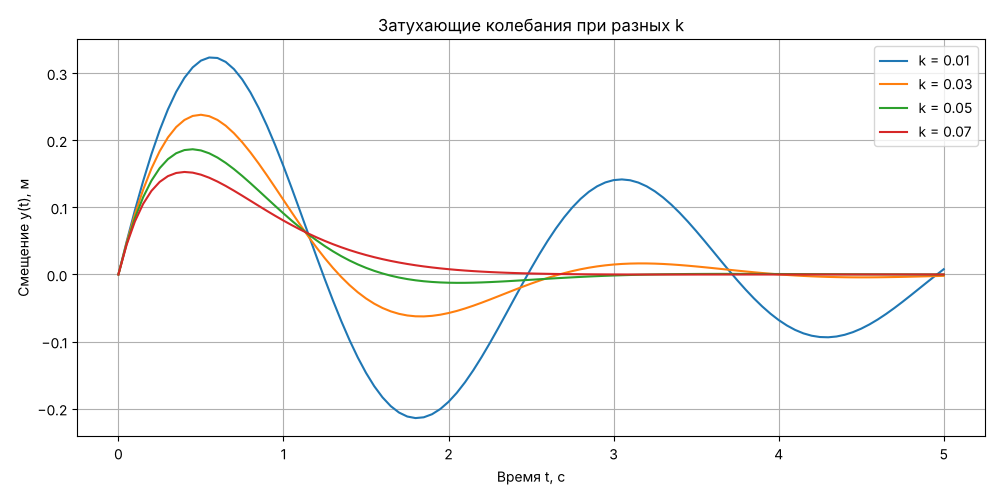 Затухающие колебания при разных k
k = 0.01
k = 0.03
k = 0.05
k = 0.07
Смещение y(t), м
0.3
0.2
0.1
0.0
−0.1
−0.2
0 1 2 3 4 5
Время t, с